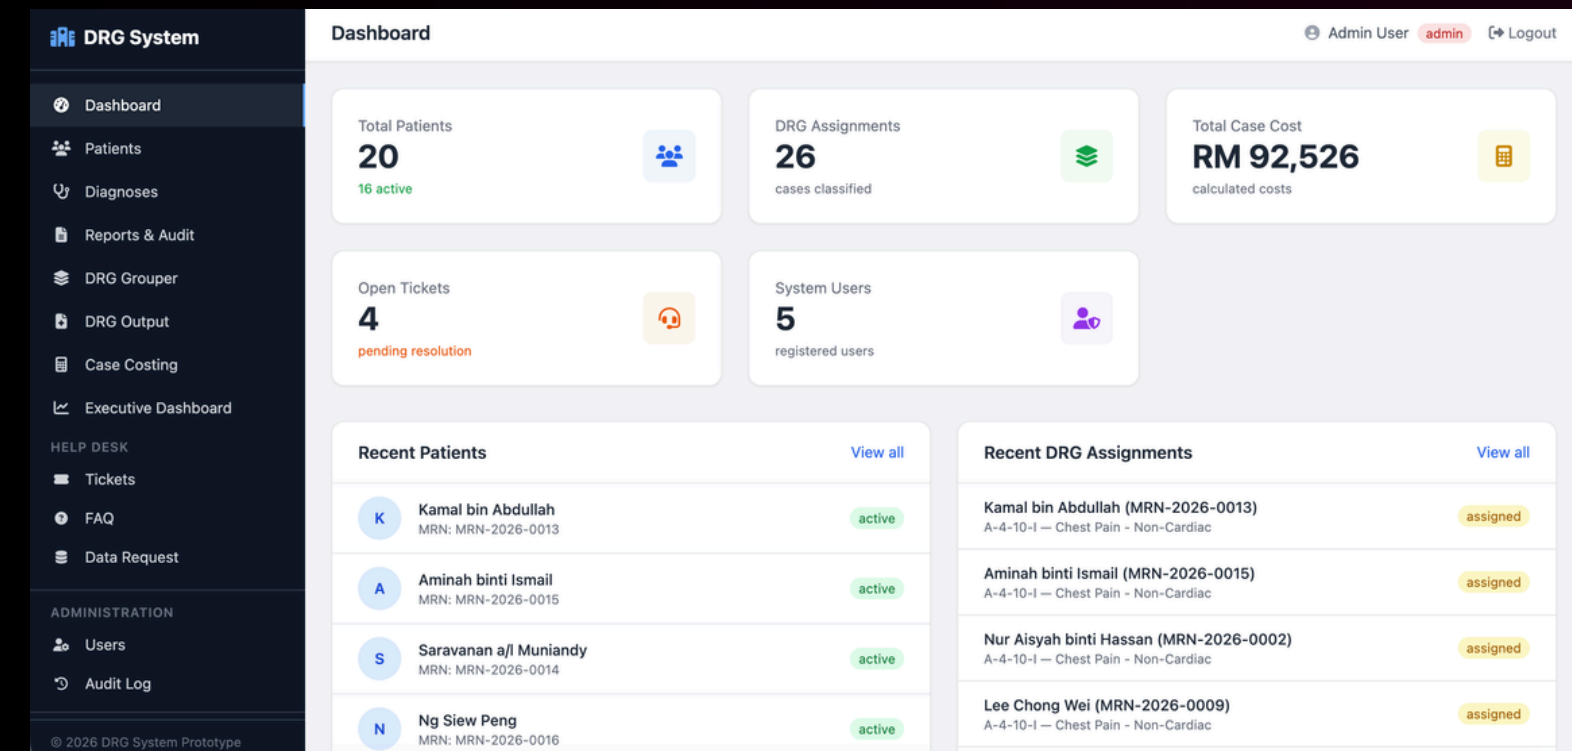 DRG System
Dashboard
Patients
Diagnoses
Reports & Audit
DRG Grouper
DRG Output
Case Costing
Executive Dashboard
HELP DESK
Tickets
FAQ
Data Request
ADMINISTRATION
Users
Audit Log
© 2026 DRG System Prototype
Dashboard
Admin User admin Logout
Total Patients
20
16 active
DRG Assignments
26
cases classified
Total Case Cost
RM 92,526
calculated costs
Open Tickets
4
pending resolution
System Users
5
registered users
Recent Patients View all
K
Kamal bin Abdullah
MRN: MRN-2026-0013
active
A
Aminah binti Ismail
MRN: MRN-2026-0015
active
S
Saravanan a/l Muniandy
MRN: MRN-2026-0014
active
N
Ng Siew Peng
MRN: MRN-2026-0016
active
Recent DRG Assignments View all
Kamal bin Abdullah (MRN-2026-0013)
A-4-10-I — Chest Pain - Non-Cardiac
assigned
Aminah binti Ismail (MRN-2026-0015)
A-4-10-I — Chest Pain - Non-Cardiac
assigned
Nur Aisyah binti Hassan (MRN-2026-0002)
A-4-10-I — Chest Pain - Non-Cardiac
assigned
Lee Chong Wei (MRN-2026-0009)
A-4-10-I — Chest Pain - Non-Cardiac
assigned